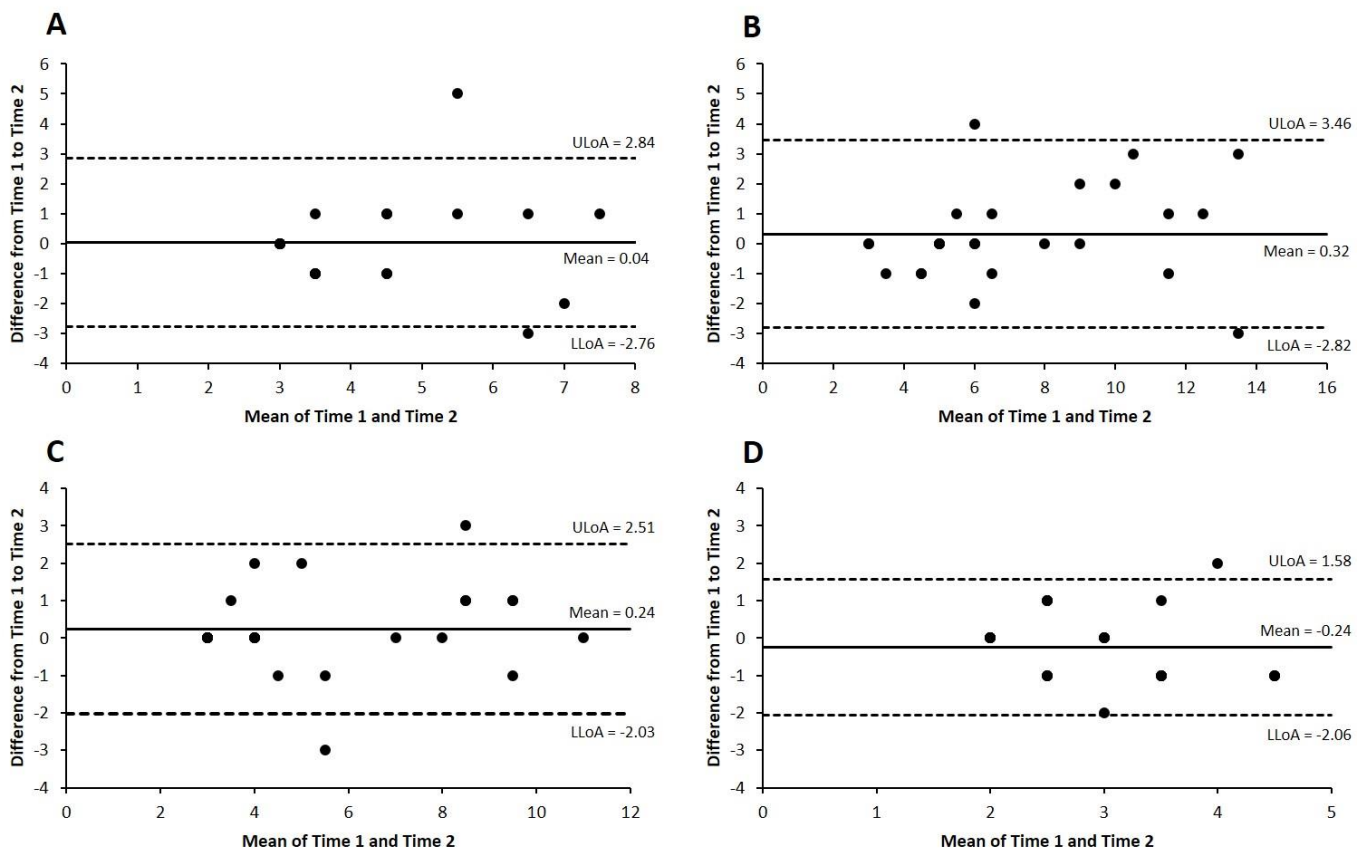 A
Difference from Time 1 to Time 2
6
5
4
3
2
1
0
-1
-2
-3
-4
ULoA = 2.84
Mean = 0.04
LLoA = -2.76
0 1 2 3 4 5 6 7 8
Mean of Time 1 and Time 2
B
Difference from Time 1 to Time 2
6
5
4
3
2
1
0
-1
-2
-3
-4
ULoA = 3.46
Mean = 0.32
LLoA = -2.82
0 2 4 6 8 10 12 14 16
Mean of Time 1 and Time 2
C
Difference from Time 1 to Time 2
4
3
2
1
0
-1
-2
-3
-4
ULoA = 2.51
Mean = 0.24
LLoA = -2.03
0 2 4 6 8 10 12
Mean of Time 1 and Time 2
D
Difference from Time 1 to Time 2
4
3
2
1
0
-1
-2
-3
-4
ULoA = 1.58
Mean = -0.24
LLoA = -2.06
0 1 2 3 4 5
Mean of Time 1 and Time 2